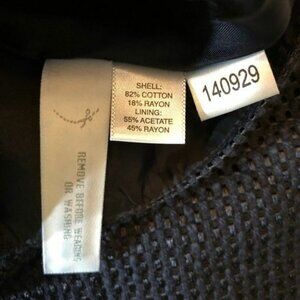 SHELL:
82% COTTON
18% RAYON
LINING:
55% ACETATE
45% RAYON
140929
REMOVE BEFORE WEARING
OR WASHING